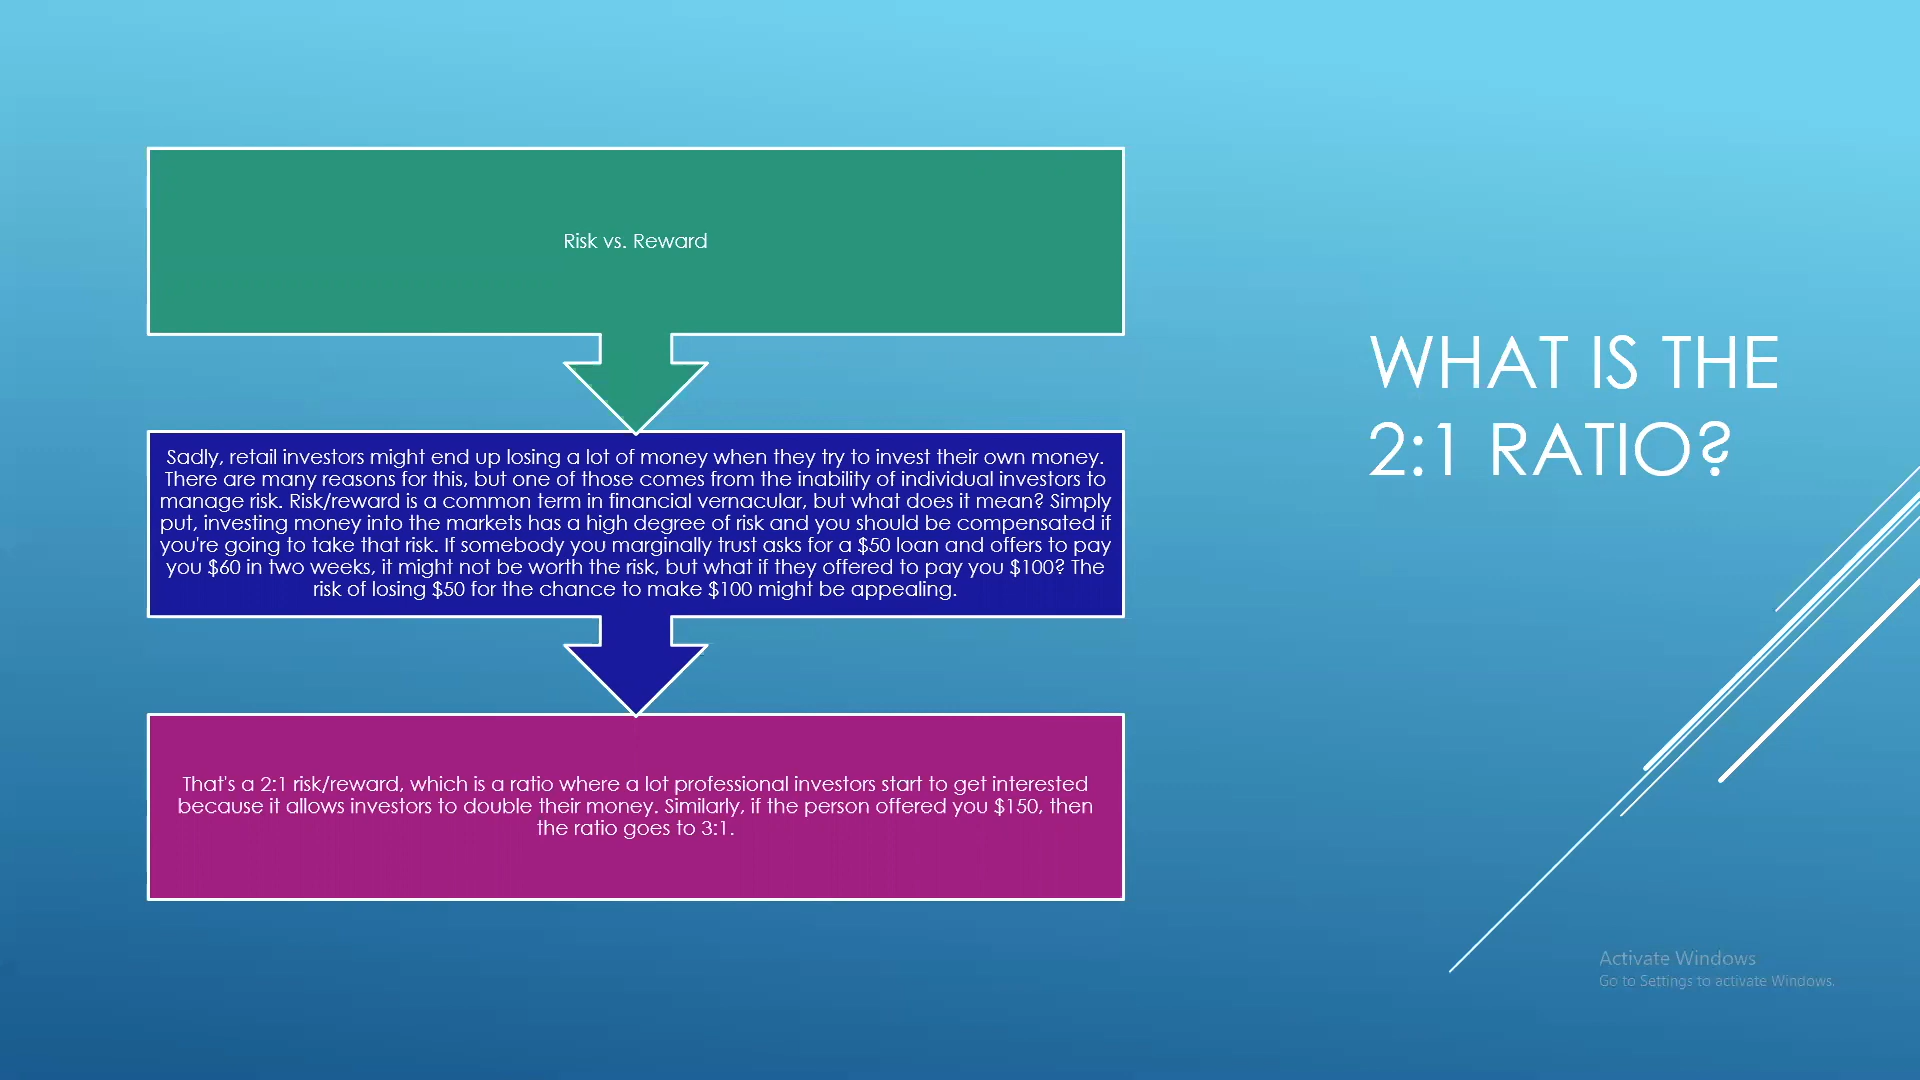 Risk vs. Reward
Sadly, retail investors might end up losing a lot of money when they try to invest their own money.
There are many reasons for this, but one of those comes from the inability of individual investors to
manage risk. Risk/reward is a common term in financial vernacular, but what does it mean? Simply
put, investing money into the markets has a high degree of risk and you should be compensated if
you're going to take that risk. If somebody you marginally trust asks for a $50 loan and offers to pay
you $60 in two weeks, it might not be worth the risk, but what if they offered to pay you $100? The
risk of losing $50 for the chance to make $100 might be appealing.
That's a 2:1 risk/reward, which is a ratio where a lot professional investors start to get interested
because it allows investors to double their money. Similarly, if the person offered you $150, then
the ratio goes to 3:1.
WHAT IS THE
2:1 RATIO?
Activate Windows
Go to Settings to activate Windows.